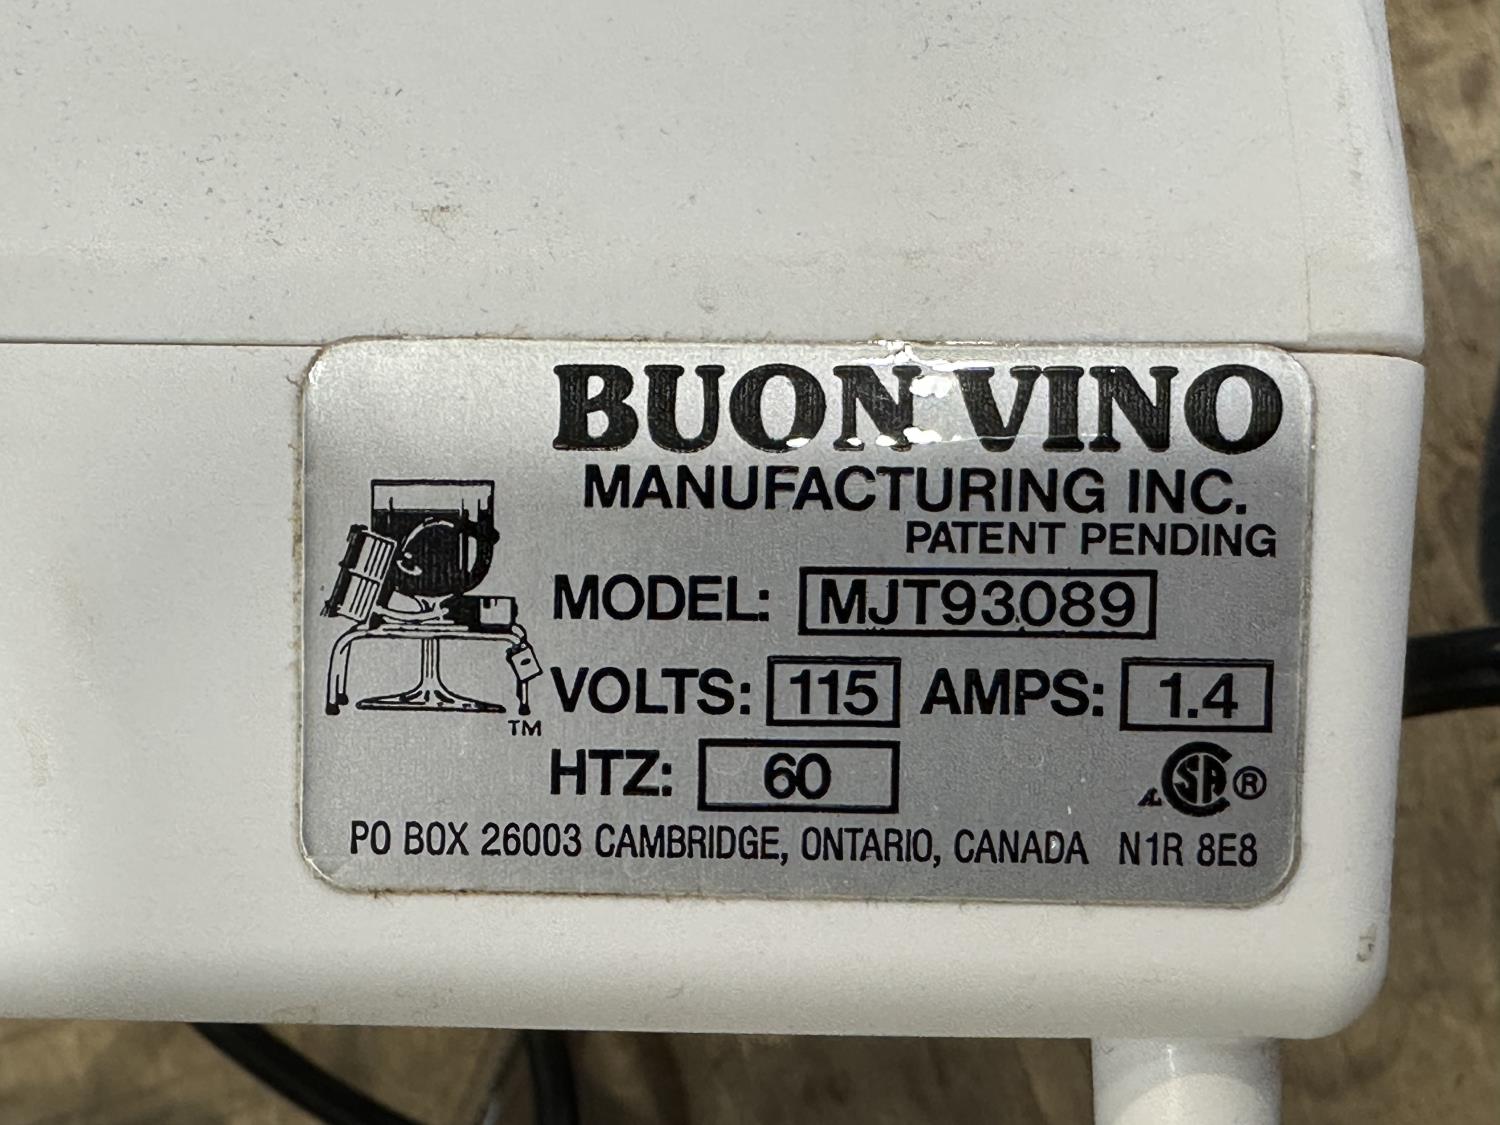 BUON VINO
MANUFACTURING INC.
PATENT PENDING
MODEL: MJT93089
VOLTS: 115 AMPS: 1.4
TM
HTZ: 60
SA ®
PO BOX 26003 CAMBRIDGE, ONTARIO, CANADA N1R 8E8